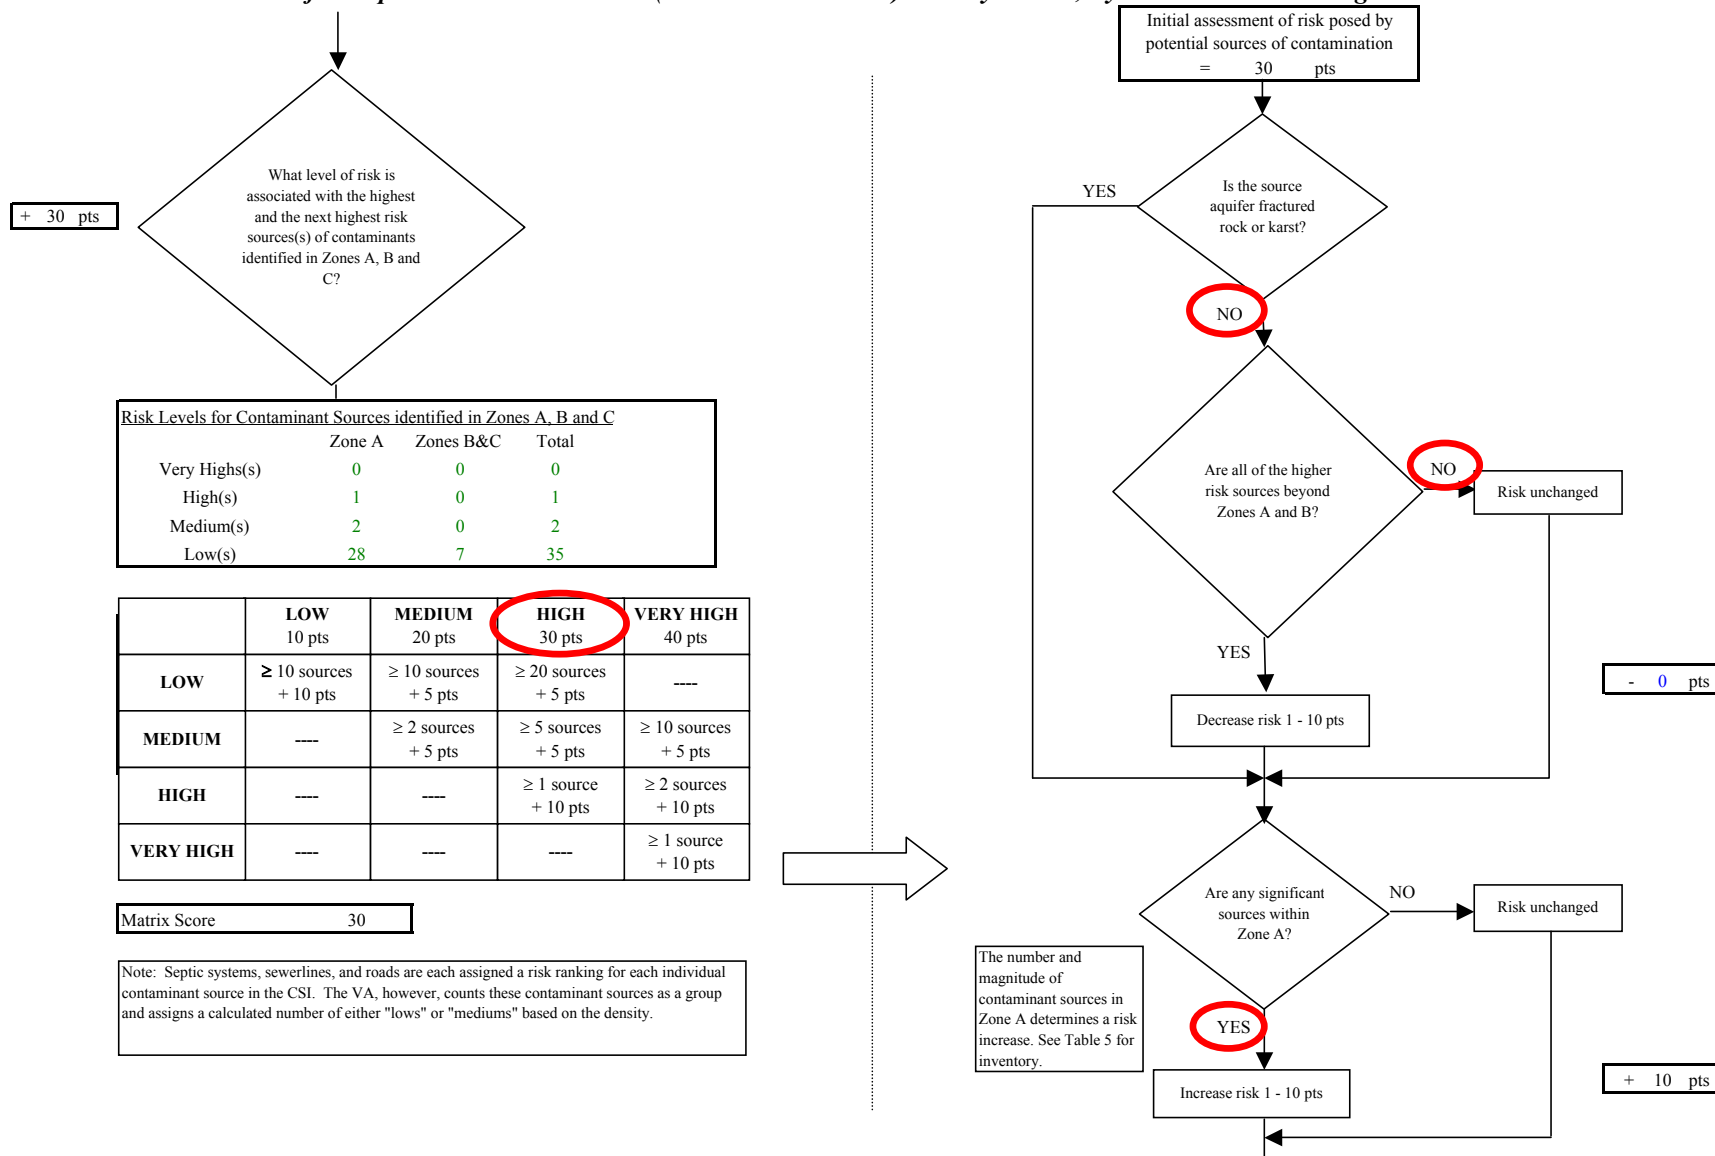 Initial assessment of risk posed by
potential sources of contamination
= 30 pts
What level of risk is
associated with the highest
and the next highest risk
sources(s) of contaminants
identified in Zones A, B and
C?
+ 30 pts
Risk Levels for Contaminant Sources identified in Zones A, B and C
Zone A Zones B&C Total
Very Highs(s) 0 0 0
High(s) 1 0 1
Medium(s) 2 0 2
Low(s) 28 7 35
LOW MEDIUM HIGH VERY HIGH
10 pts 20 pts 30 pts 40 pts
LOW ≥ 10 sources ≥ 10 sources ≥ 20 sources ----
+ 10 pts + 5 pts + 5 pts
MEDIUM ---- ≥ 2 sources ≥ 5 sources ≥ 10 sources
+ 5 pts + 5 pts + 5 pts
HIGH ---- ---- ≥ 1 source ≥ 2 sources
+ 10 pts + 10 pts
VERY HIGH ---- ---- ---- ≥ 1 source
+ 10 pts
Matrix Score 30
Note: Septic systems, sewerlines, and roads are each assigned a risk ranking for each individual
contaminant source in the CSI. The VA, however, counts these contaminant sources as a group
and assigns a calculated number of either "lows" or "mediums" based on the density.
Is the source
aquifer fractured
rock or karst?
YES
NO
Are all of the higher
risk sources beyond
Zones A and B?
NO
Risk unchanged
YES
Decrease risk 1 - 10 pts
- 0 pts
Are any significant
sources within
Zone A?
NO
Risk unchanged
The number and
magnitude of
contaminant sources in
Zone A determines a risk
increase. See Table 5 for
inventory.
YES
Increase risk 1 - 10 pts
+ 10 pts